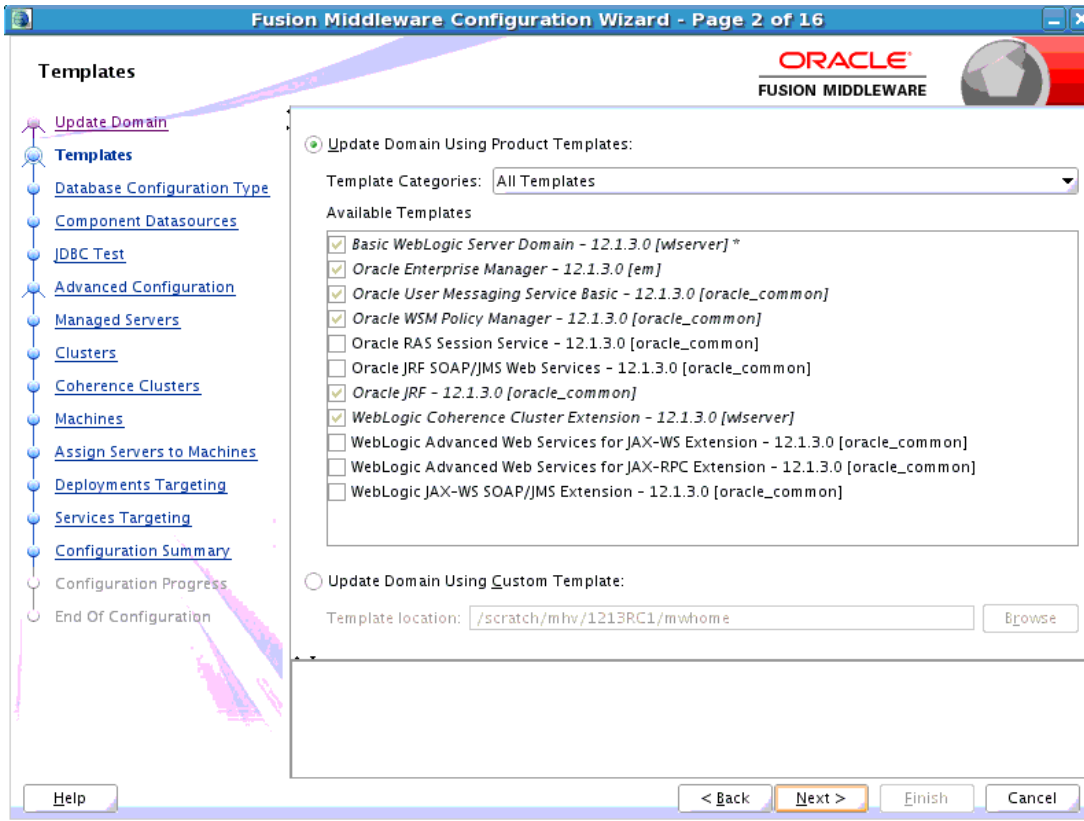 Fusion Middleware Configuration Wizard - Page 2 of 16
Templates
ORACLE
FUSION MIDDLEWARE
Update Domain
Templates
Database Configuration Type
Component Datasources
JDBC Test
Advanced Configuration
Managed Servers
Clusters
Coherence Clusters
Machines
Assign Servers to Machines
Deployments Targeting
Services Targeting
Configuration Summary
Configuration Progress
End Of Configuration
Update Domain Using Product Templates:
Template Categories: All Templates
Available Templates
Basic WebLogic Server Domain - 12.1.3.0 [wlserver] *
Oracle Enterprise Manager - 12.1.3.0 [em]
Oracle User Messaging Service Basic - 12.1.3.0 [oracle_common]
Oracle WSM Policy Manager - 12.1.3.0 [oracle_common]
Oracle RAS Session Service - 12.1.3.0 [oracle_common]
Oracle JRF SOAP/JMS Web Services - 12.1.3.0 [oracle_common]
Oracle JRF - 12.1.3.0 [oracle_common]
WebLogic Coherence Cluster Extension - 12.1.3.0 [wlserver]
WebLogic Advanced Web Services for JAX-WS Extension - 12.1.3.0 [oracle_common]
WebLogic Advanced Web Services for JAX-RPC Extension - 12.1.3.0 [oracle_common]
WebLogic JAX-WS SOAP/JMS Extension - 12.1.3.0 [oracle_common]
Update Domain Using Custom Template:
Template location: /scratch/mhv/1213RC1/mwhome Browse
Help < Back Next > Finish Cancel